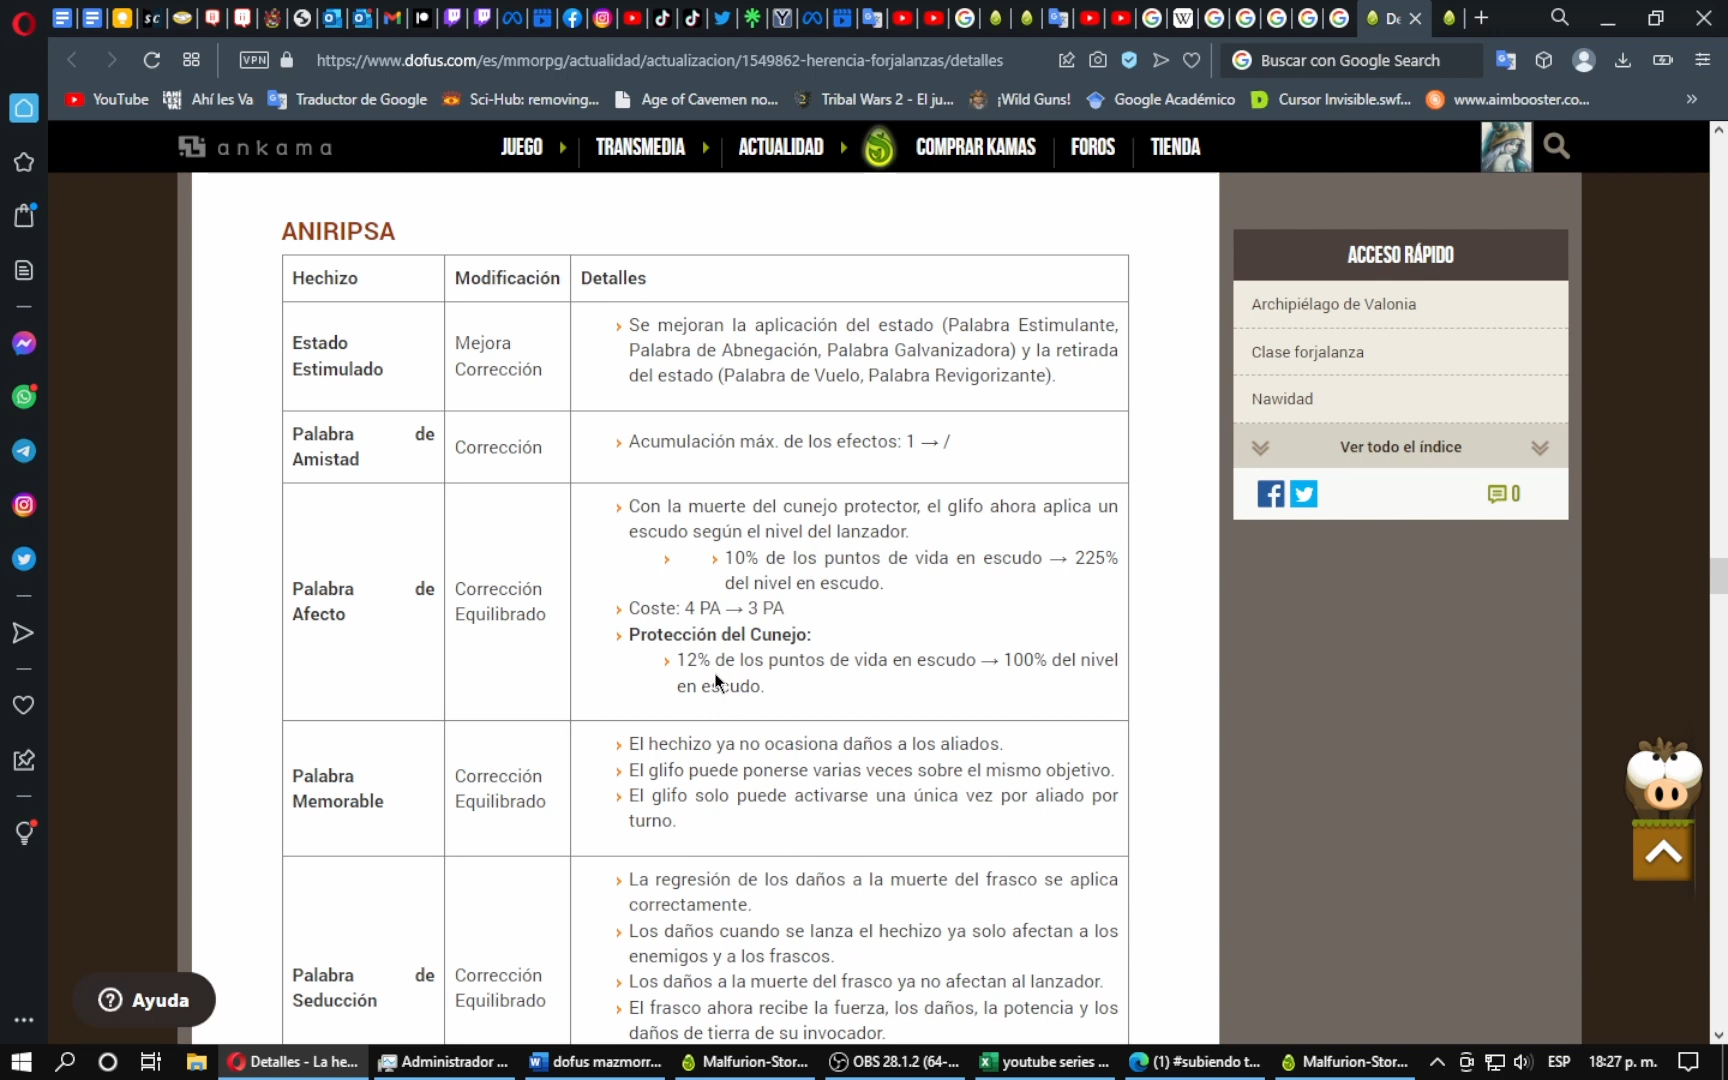 De
https://www.dofus.com/es/mmorpg/actualidad/actualizacion/1549862-herencia-forjalanzas/detalles
VPN
Buscar con Google Search
YouTube
Ahí les Va
Traductor de Google
Sci-Hub: removing...
Age of Cavemen no...
Tribal Wars 2 - El ju...
¡Wild Guns!
Google Académico
Cursor Invisible.swf...
www.aimbooster.co...
ankama
JUEGO
TRANSMEDIA
ACTUALIDAD
COMPRAR KAMAS
FOROS
TIENDA
ANIRIPSA
Hechizo
Modificación
Detalles
Estado
Estimulado
Mejora
Corrección
Se mejoran la aplicación del estado (Palabra Estimulante,
Palabra de Abnegación, Palabra Galvanizadora) y la retirada
del estado (Palabra de Vuelo, Palabra Revigorizante).
Palabra de
Amistad
Corrección
Acumulación máx. de los efectos: 1 → /
Palabra de
Afecto
Corrección
Equilibrado
Con la muerte del cunejo protector, el glifo ahora aplica un
escudo según el nivel del lanzador.
10% de los puntos de vida en escudo → 225%
del nivel en escudo.
Coste: 4 PA → 3 PA
Protección del Cunejo:
12% de los puntos de vida en escudo → 100% del nivel
en escudo.
Palabra
Memorable
Corrección
Equilibrado
El hechizo ya no ocasiona daños a los aliados.
El glifo puede ponerse varias veces sobre el mismo objetivo.
El glifo solo puede activarse una única vez por aliado por
turno.
Palabra de
Seducción
Corrección
Equilibrado
La regresión de los daños a la muerte del frasco se aplica
correctamente.
Los daños cuando se lanza el hechizo ya solo afectan a los
enemigos y a los frascos.
Los daños a la muerte del frasco ya no afectan al lanzador.
El frasco ahora recibe la fuerza, los daños, la potencia y los
daños de tierra de su invocador.
ACCESO RÁPIDO
Archipiélago de Valonia
Clase forjalanza
Nawidad
Ver todo el índice
0
Ayuda
Detalles - La he...
Administrador ...
dofus mazmorr...
Malfurion-Stor...
OBS 28.1.2 (64-...
youtube series ...
(1) #subiendo t...
Malfurion-Stor...
ESP
18:27 p. m.